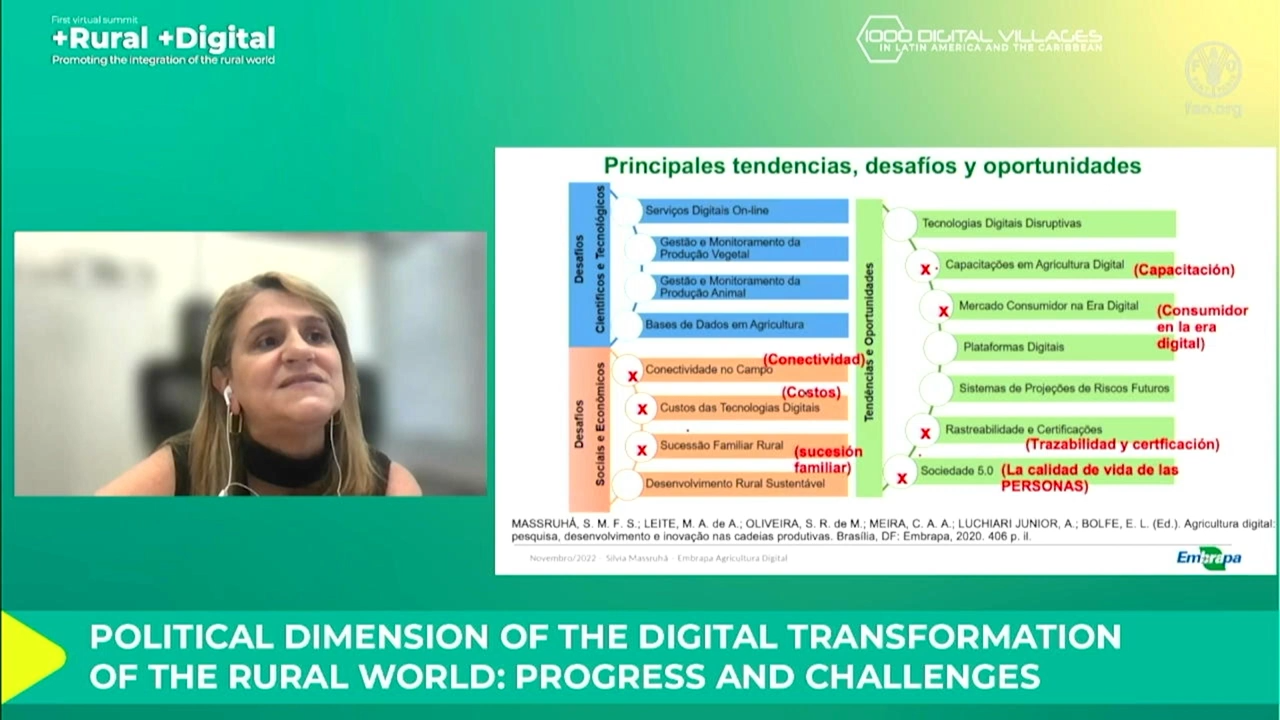 First virtual summit
+Rural +Digital
Promoting the integration of the rural world
1000 DIGITAL VILLAGES
IN LATIN AMERICA AND THE CARIBBEAN
fao.org
Principales tendencias, desafíos y oportunidades
Desafíos
Científicos e Tecnológicos
Serviços Digitais On-line
Gestão e Monitoramento da
Produção Vegetal
Gestão e Monitoramento da
Produção Animal
Bases de Dados em Agricultura
Desafios
Sociais e Econômicos
x Conectividade no Campo (Conectividad)
(Costos)
x Custos das Tecnologias Digitais
x Sucessão Familiar Rural (sucesión
familiar)
Desenvolvimento Rural Sustentável
Tendências e Oportunidades
Tecnologias Digitais Disruptivas
x Capacitações em Agricultura Digital (Capacitación)
x Mercado Consumidor na Era Digital (Consumidor
en la era
digital)
Plataformas Digitais
Sistemas de Projeções de Riscos Futuros
x Rastreabilidade e Certificações
(Trazabilidad y certficación)
x Sociedade 5.0 (La calidad de vida de las
PERSONAS)
MASSRUHÁ, S. M. F. S.; LEITE, M. A. de A.; OLIVEIRA, S. R. de M.; MEIRA, C. A. A.; LUCHIARI JUNIOR, A.; BOLFE, E. L. (Ed.). Agricultura digital:
pesquisa, desenvolvimento e inovação nas cadeias produtivas. Brasília, DF: Embrapa, 2020. 406 p. il.
Novembro/2022 - Silvia Massruhá - Embrapa Agricultura Digital
Embrapa
POLITICAL DIMENSION OF THE DIGITAL TRANSFORMATION
OF THE RURAL WORLD: PROGRESS AND CHALLENGES